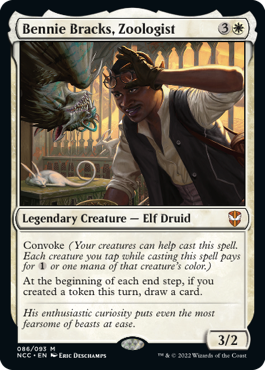 Bennie Bracks, Zoologist 3
Legendary Creature — Elf Druid
Convoke (Your creatures can help cast this spell.
Each creature you tap while casting this spell pays
for 1 or one mana of that creature's color.)
At the beginning of each end step, if you
created a token this turn, draw a card.
His enthusiastic curiosity puts even the most
fearsome of beasts at ease.
3/2
086/093 M
NCC • EN Eric Deschamps
™ & © 2022 Wizards of the Coast